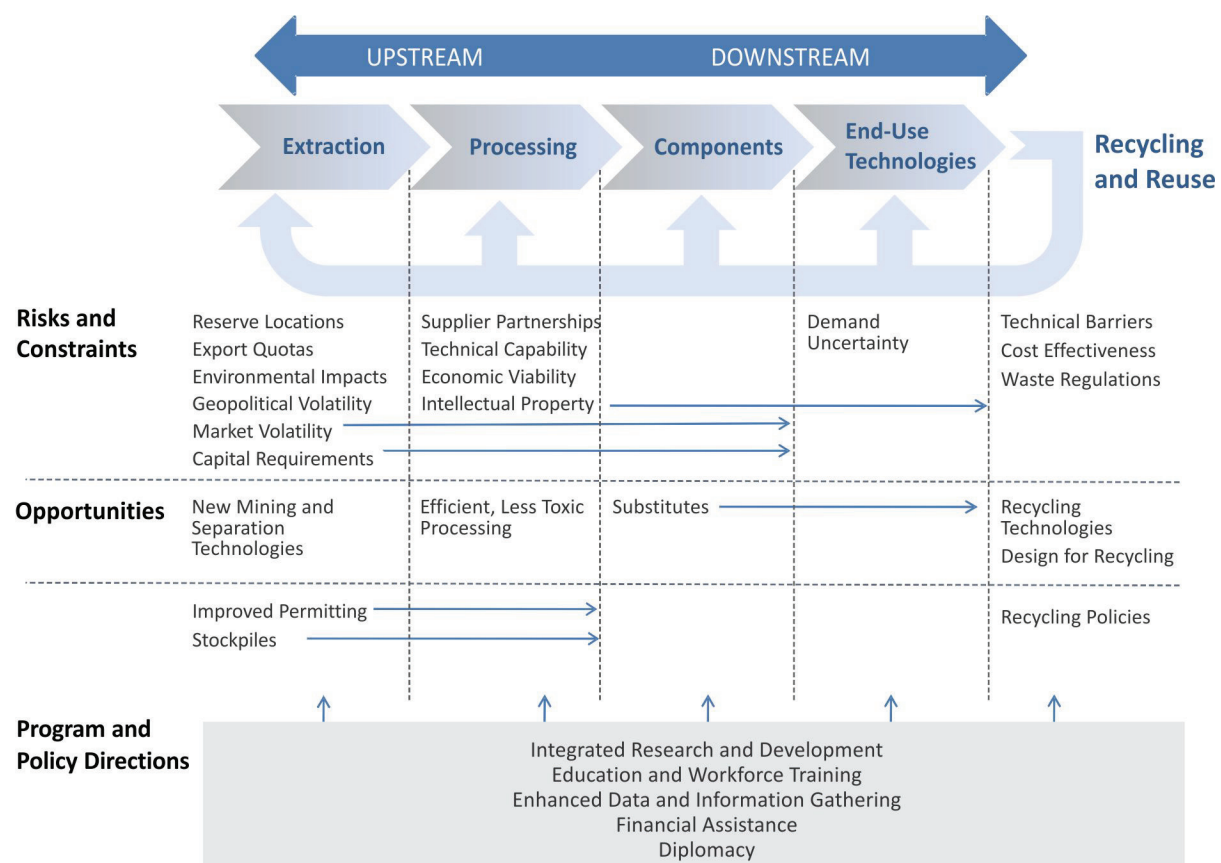 UPSTREAM
DOWNSTREAM
Extraction
Processing
Components
End-Use
Technologies
Recycling
and Reuse
Risks and
Constraints
Reserve Locations
Export Quotas
Environmental Impacts
Geopolitical Volatility
Market Volatility
Capital Requirements
Supplier Partnerships
Technical Capability
Economic Viability
Intellectual Property
Demand
Uncertainty
Technical Barriers
Cost Effectiveness
Waste Regulations
Opportunities
New Mining and
Separation
Technologies
Efficient, Less Toxic
Processing
Substitutes
Recycling
Technologies
Design for Recycling
Improved Permitting
Stockpiles
Recycling Policies
Program and
Policy Directions
Integrated Research and Development
Education and Workforce Training
Enhanced Data and Information Gathering
Financial Assistance
Diplomacy